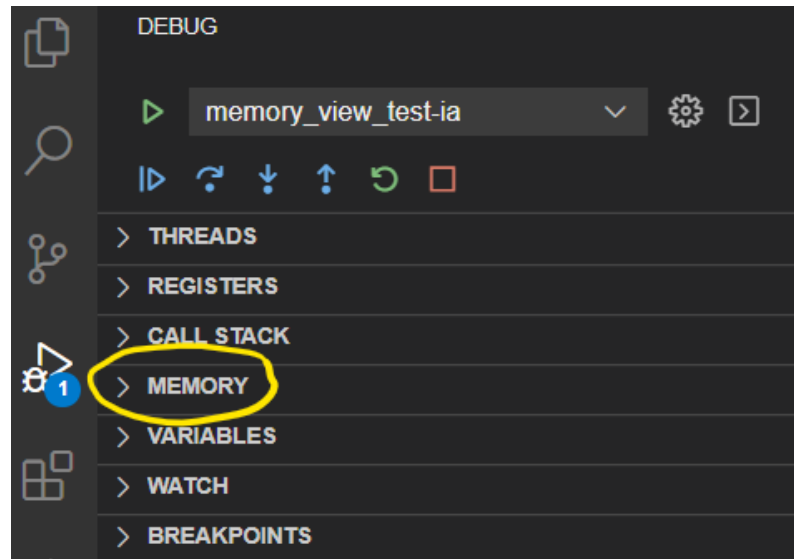 DEBUG
memory_view_test-ia
THREADS
REGISTERS
CALL STACK
1
MEMORY
VARIABLES
WATCH
BREAKPOINTS